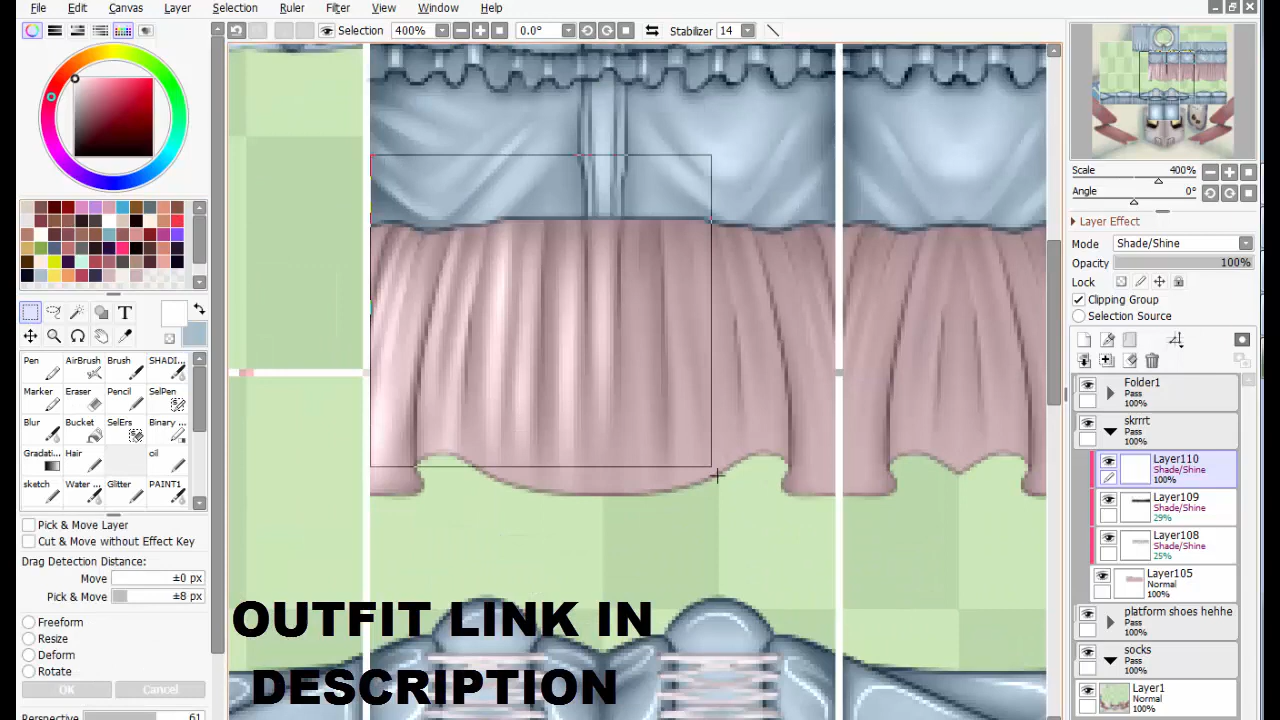 File Edit Canvas Layer Selection Ruler Filter View Window Help
Selection 400% 0.0° Stabilizer 14
Scale 400%
Angle 0°
Layer Effect
Mode Shade/Shine
Opacity 100%
Lock
Clipping Group
Selection Source
T
Pen AirBrush Brush SHADI...
Marker Eraser Pencil SelPen
Blur Bucket SelErs Binary ...
Gradati... Hair oil
sketch Water ... Glitter PAINT1
Pick & Move Layer
Cut & Move without Effect Key
Drag Detection Distance:
Move ±0 px
Pick & Move ±8 px
Freeform
Resize
Deform
Rotate
OK Cancel
Perspective 61
Folder1
Pass
100%
skrrrt
Pass
100%
Layer110
Shade/Shine
100%
Layer109
Shade/Shine
29%
Layer108
Shade/Shine
25%
Layer105
Normal
100%
platform shoes hehhe
Pass
100%
socks
Pass
100%
Layer1
Normal
100%
OUTFIT LINK IN
DESCRIPTION